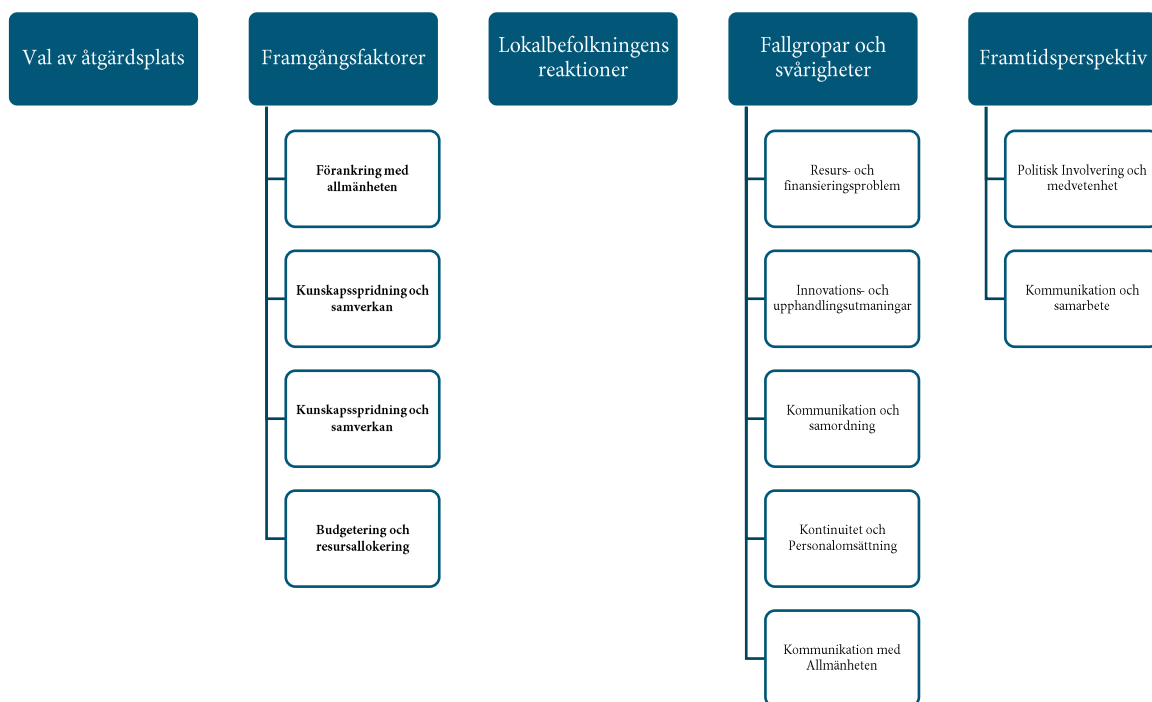 Val av åtgärdsplats
Framgångsfaktorer
Förankring med
allmänheten
Kunskapsspridning och
samverkan
Kunskapsspridning och
samverkan
Budgetering och
resursallokering
Lokalbefolkningens
reaktioner
Fallgropar och
svårigheter
Resurs- och
finansieringsproblem
Innovations- och
upphandlingsutmaningar
Kommunikation och
samordning
Kontinuitet och
Personalomsättning
Kommunikation med
Allmänheten
Framtidsperspektiv
Politisk Involvering och
medvetenhet
Kommunikation och
samarbete